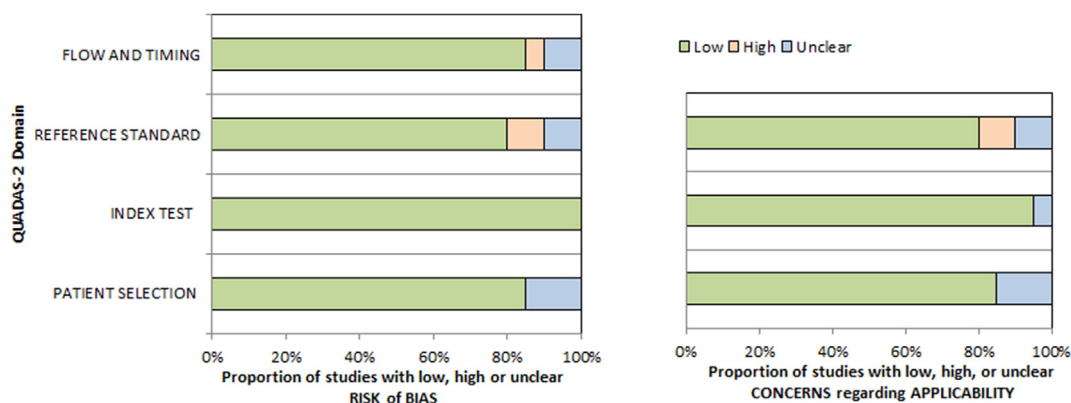 QUADAS-2 Domain
FLOW AND TIMING
REFERENCE STANDARD
INDEX TEST
PATIENT SELECTION
0% 20% 40% 60% 80% 100%
Proportion of studies with low, high or unclear
RISK of BIAS
Low High Unclear
0% 20% 40% 60% 80% 100%
Proportion of studies with low, high, or unclear
CONCERNS regarding APPLICABILITY